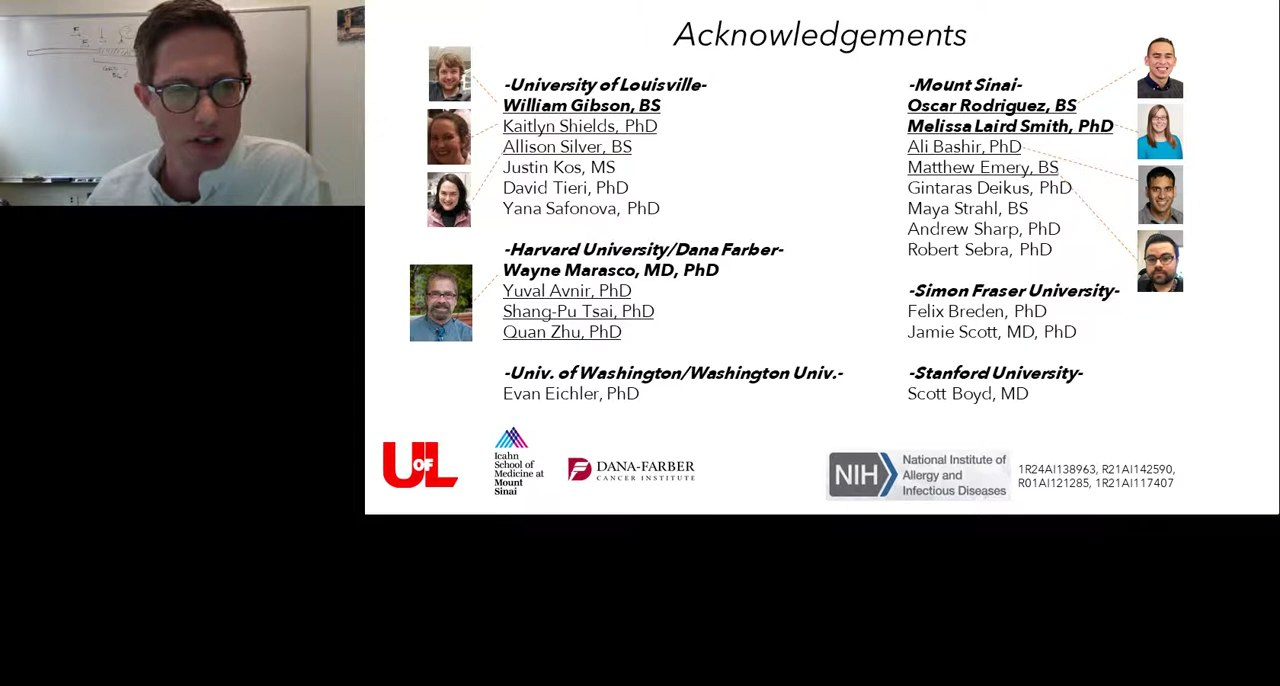 Acknowledgements
-University of Louisville-
William Gibson, BS
Kaitlyn Shields, PhD
Allison Silver, BS
Justin Kos, MS
David Tieri, PhD
Yana Safonova, PhD
-Harvard University/Dana Farber-
Wayne Marasco, MD, PhD
Yuval Avnir, PhD
Shang-Pu Tsai, PhD
Quan Zhu, PhD
-Univ. of Washington/Washington Univ.-
Evan Eichler, PhD
-Mount Sinai-
Oscar Rodriguez, BS
Melissa Laird Smith, PhD
Ali Bashir, PhD
Matthew Emery, BS
Gintaras Deikus, PhD
Maya Strahl, BS
Andrew Sharp, PhD
Robert Sebra, PhD
-Simon Fraser University-
Felix Breden, PhD
Jamie Scott, MD, PhD
-Stanford University-
Scott Boyd, MD
UOFL
Icahn
School of
Medicine at
Mount
Sinai
DANA-FARBER
CANCER INSTITUTE
NIH
National Institute of
Allergy and
Infectious Diseases
1R24AI138963, R21AI142590,
R01AI121285, 1R21AI117407